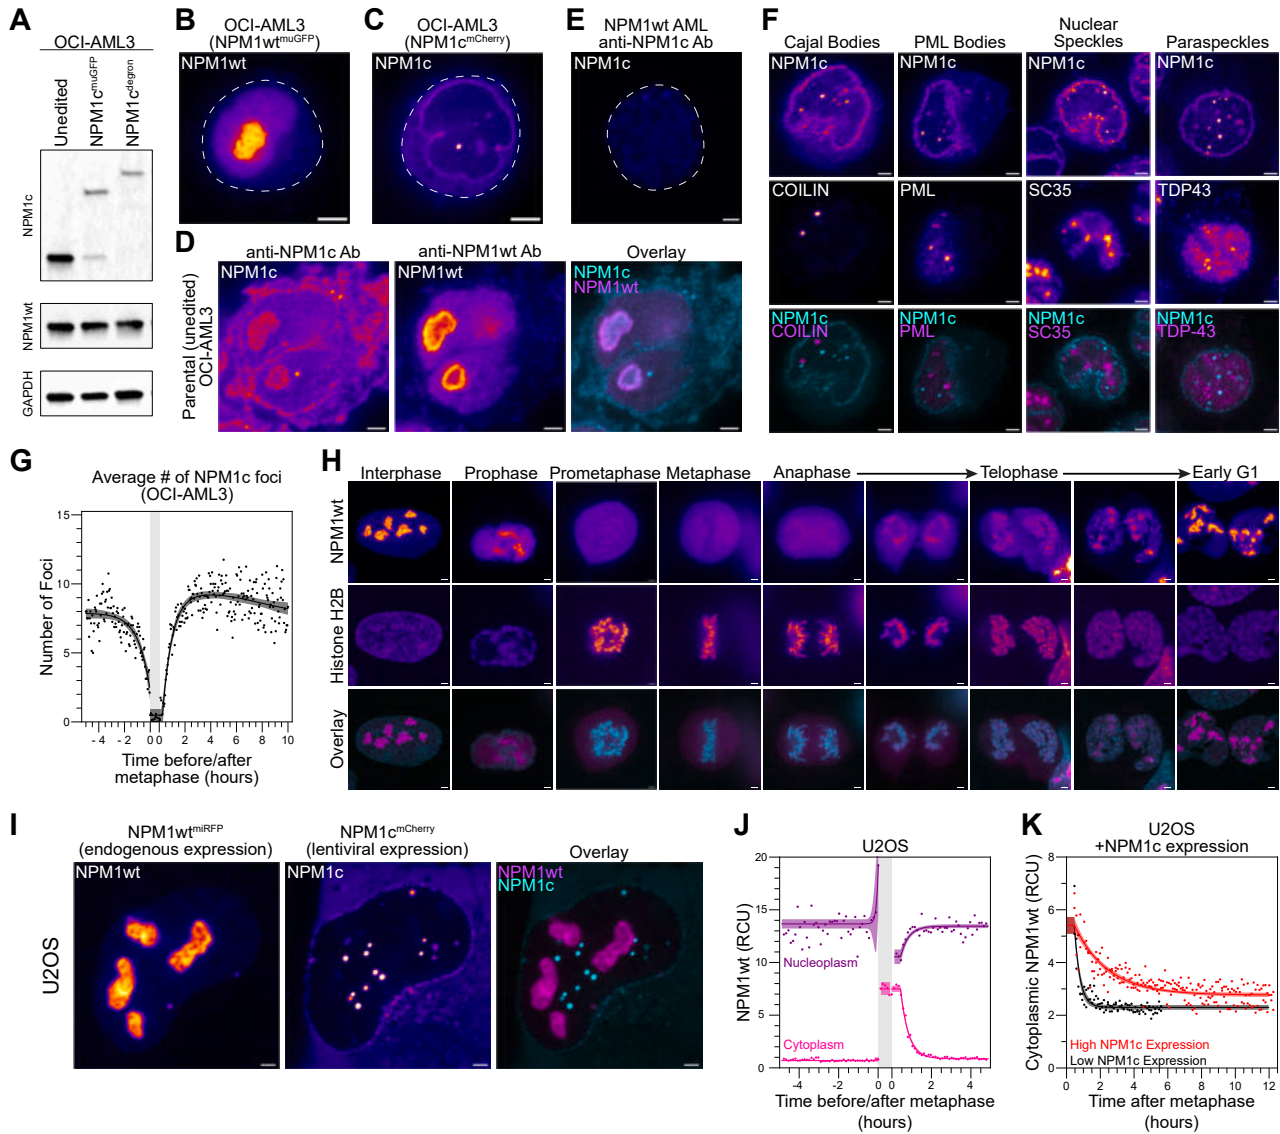 A
OCI-AML3
Unedited
NPM1c^muGFP
NPM1c^degron
NPM1c
NPM1wt
GAPDH
B
OCI-AML3
(NPM1wt^muGFP)
NPM1wt
C
OCI-AML3
(NPM1c^mCherry)
NPM1c
D
Parental (unedited)
OCI-AML3
anti-NPM1c Ab
NPM1c
anti-NPM1wt Ab
NPM1wt
Overlay
NPM1c
NPM1wt
E
NPM1wt AML
anti-NPM1c Ab
NPM1c
F
Cajal Bodies
PML Bodies
Nuclear
Speckles
Paraspeckles
NPM1c
NPM1c
NPM1c
NPM1c
COILIN
PML
SC35
TDP43
NPM1c
COILIN
NPM1c
PML
NPM1c
SC35
NPM1c
TDP-43
G
Average # of NPM1c foci
(OCI-AML3)
Number of Foci
15
10
5
0
-4
-2
0
0
2
4
6
8
10
Time before/after
metaphase (hours)
H
Interphase
Prophase
Prometaphase
Metaphase
Anaphase
Telophase
Early G1
NPM1wt
Histone H2B
Overlay
I
U2OS
NPM1wt^miRFP
(endogenous expression)
NPM1wt
NPM1c^mCherry
(lentiviral expression)
NPM1c
Overlay
NPM1wt
NPM1c
J
U2OS
NPM1wt (RCU)
20
15
10
5
0
Nucleoplasm
Cytoplasm
-4
-2
0
0
2
4
Time before/after metaphase
(hours)
K
U2OS
+NPM1c expression
Cytoplasmic NPM1wt (RCU)
8
6
4
2
0
High NPM1c Expression
Low NPM1c Expression
0
2
4
6
8
10
12
Time after metaphase
(hours)